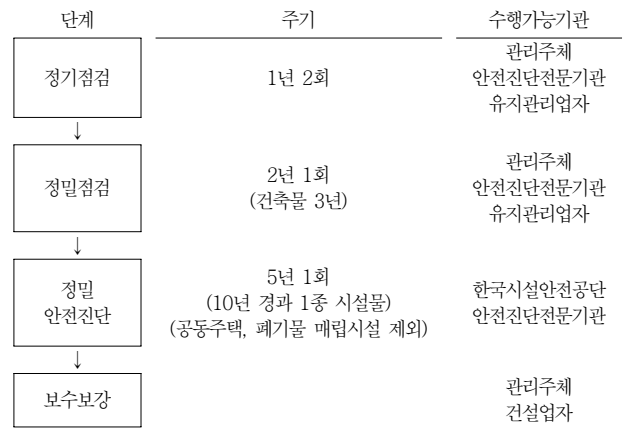 단계 주기 수행가능기관
정기점검 1년 2회 관리주체
안전진단전문기관
유지관리업자
↓
정밀점검 2년 1회
(건축물 3년) 관리주체
안전진단전문기관
유지관리업자
↓
정밀
안전진단 5년 1회
(10년 경과 1종 시설물)
(공동주택, 폐기물 매립시설 제외) 한국시설안전공단
안전진단전문기관
↓
보수보강 관리주체
건설업자